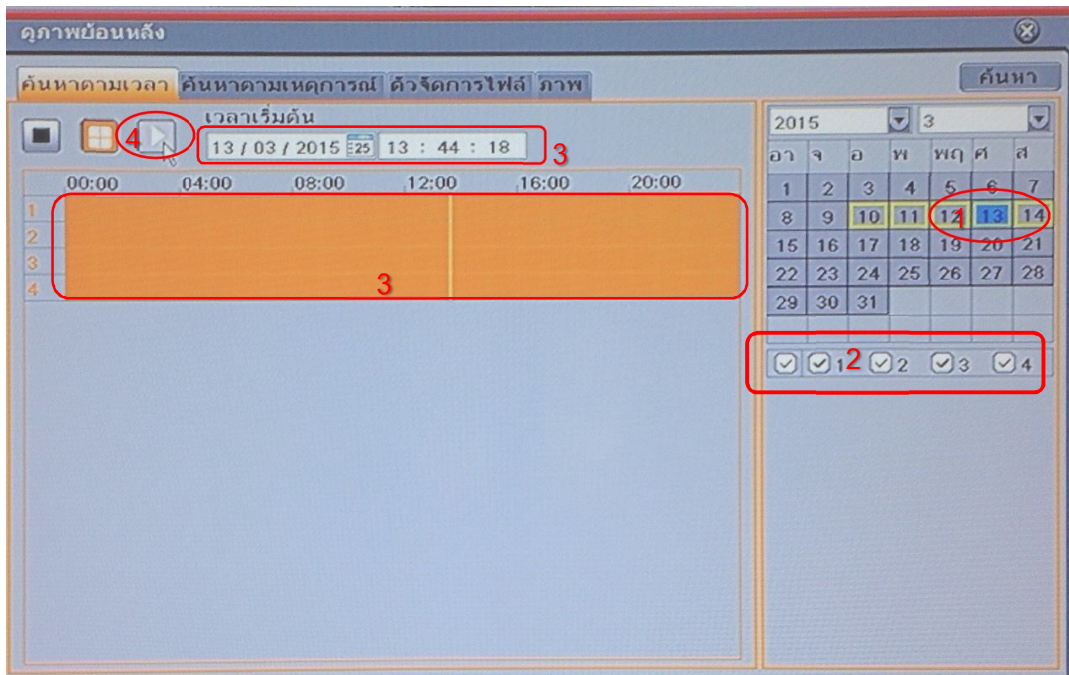 ดูภาพย้อนหลัง
ค้นหาตามเวลา ค้นหาตามเหตุการณ์ ตัวจัดการไฟล์ ภาพ
ค้นหา
4
เวลาเริ่มต้น
13 / 03 / 2015 25 13 : 44 : 18
3
00:00 04:00 08:00 12:00 16:00 20:00
1
2
3
4
3
2015 3
อา จ อ พ พฤ ศ ส
1 2 3 4 5 6 7
8 9 10 11 12 13 14
1
15 16 17 18 19 20 21
22 23 24 25 26 27 28
29 30 31
1 2 2 3 4